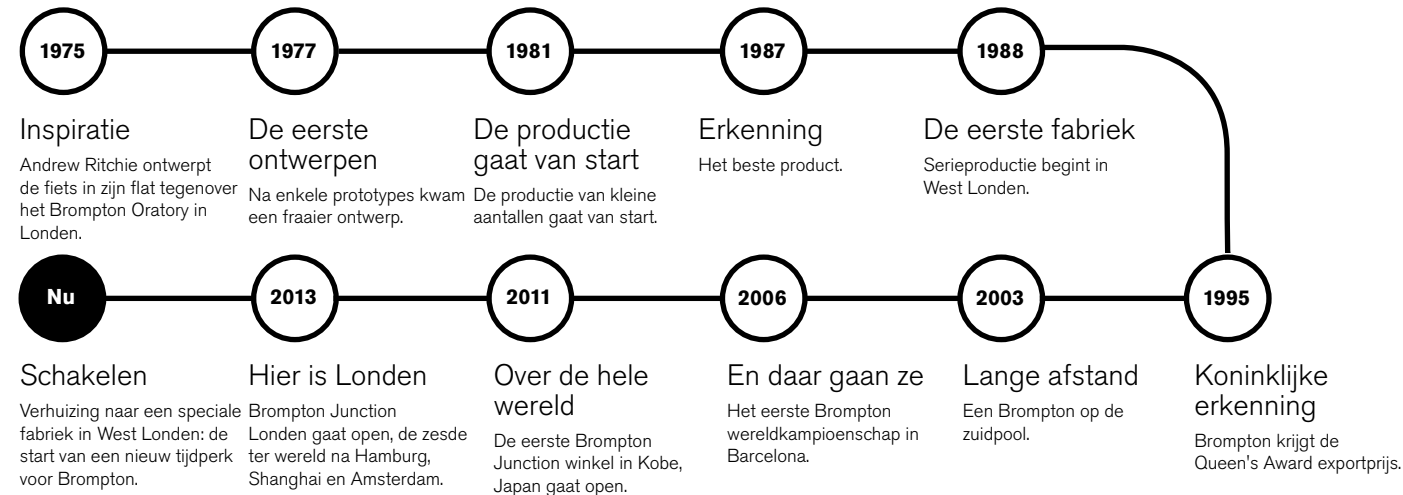 1975
Inspiratie
Andrew Ritchie ontwerpt
de fiets in zijn flat tegenover
het Brompton Oratory in
Londen.
1977
De eerste
ontwerpen
Na enkele prototypes kwam
een fraaier ontwerp.
1981
De productie
gaat van start
De productie van kleine
aantallen gaat van start.
1987
Erkenning
Het beste product.
1988
De eerste fabriek
Serieproductie begint in
West Londen.
1995
Koninklijke
erkenning
Brompton krijgt de
Queen's Award exportprijs.
2003
Lange afstand
Een Brompton op de
zuidpool.
2006
En daar gaan ze
Het eerste Brompton
wereldkampioenschap in
Barcelona.
2011
Over de hele
wereld
De eerste Brompton
Junction winkel in Kobe,
Japan gaat open.
2013
Hier is Londen
Brompton Junction
Londen gaat open, de zesde
ter wereld na Hamburg,
Shanghai en Amsterdam.
Nu
Schakelen
Verhuizing naar een speciale
fabriek in West Londen: de
start van een nieuw tijdperk
voor Brompton.